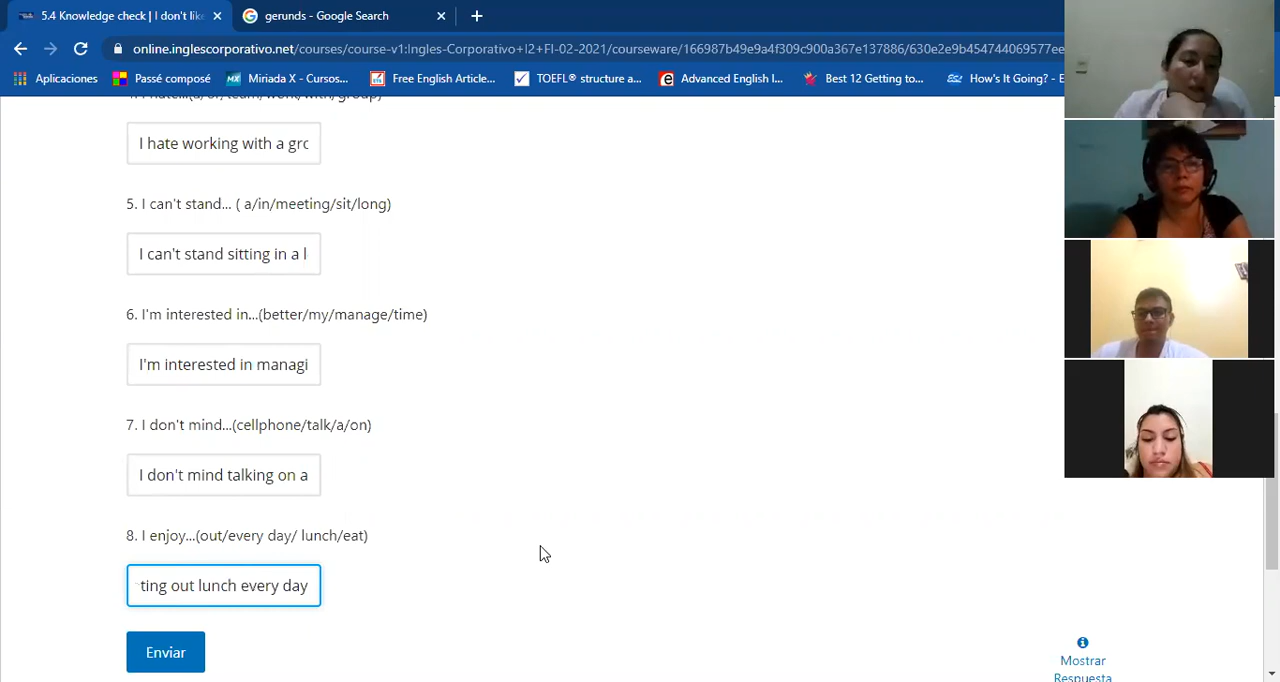 5.4 Knowledge check | I don't like
gerunds - Google Search
online.inglescorporativo.net/courses/course-v1:Ingles-Corporativo+I2+FI-02-2021/courseware/166987b49e9a4f309c900a367e137886/630e2e9b454744069577ee
Aplicaciones
Passé composé
Miriada X - Cursos...
Free English Article...
TOEFL® structure a...
Advanced English l...
Best 12 Getting to...
How's It Going? - E
I hate working with a gro
5. I can't stand... ( a/in/meeting/sit/long)
I can't stand sitting in a l
6. I'm interested in...(better/my/manage/time)
I'm interested in managi
7. I don't mind...(cellphone/talk/a/on)
I don't mind talking on a
8. I enjoy...(out/every day/ lunch/eat)
ting out lunch every day
Enviar
Mostrar
Respuesta